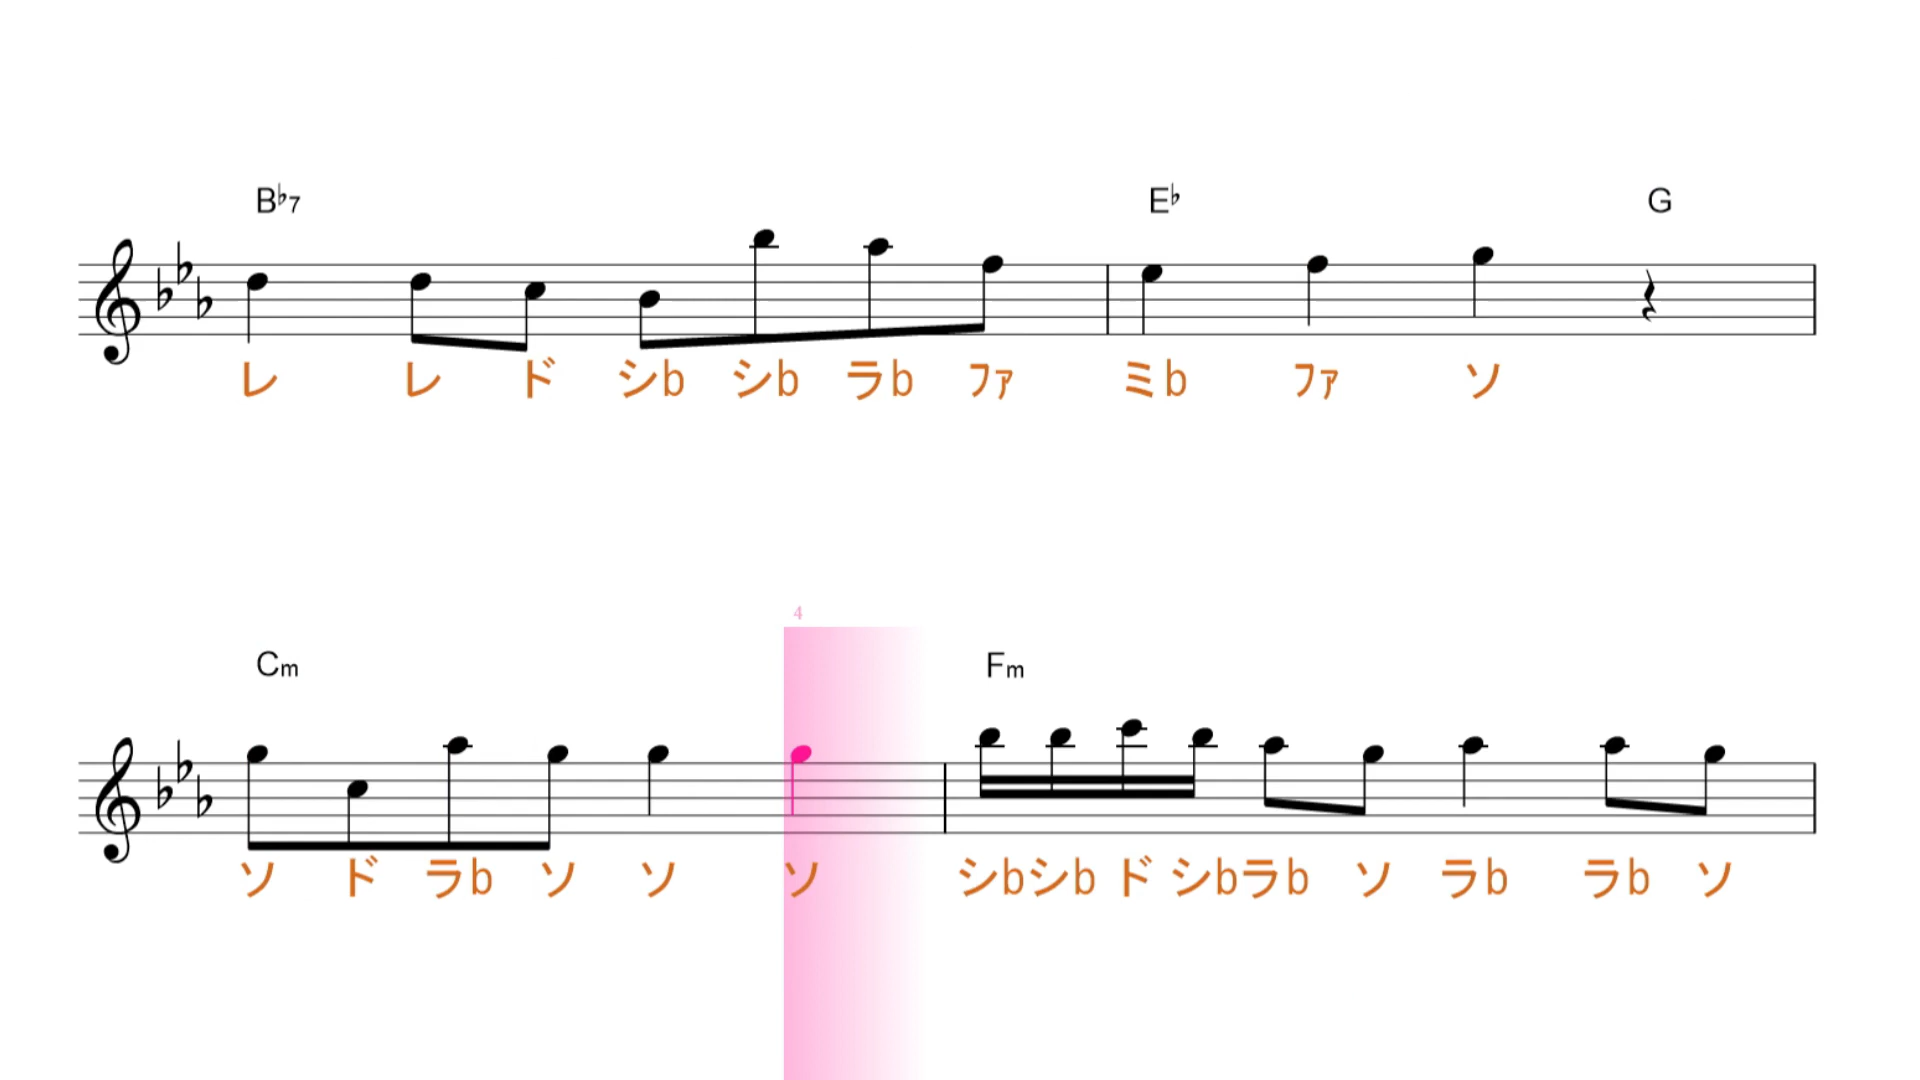 B♭7 E♭ G
レ レ ド シb シb ラb ファ ミb ファ ソ
4
Cm Fm
ソ ド ラb ソ ソ ソ シb シb ド シb ラb ソ ラb ラb ソ